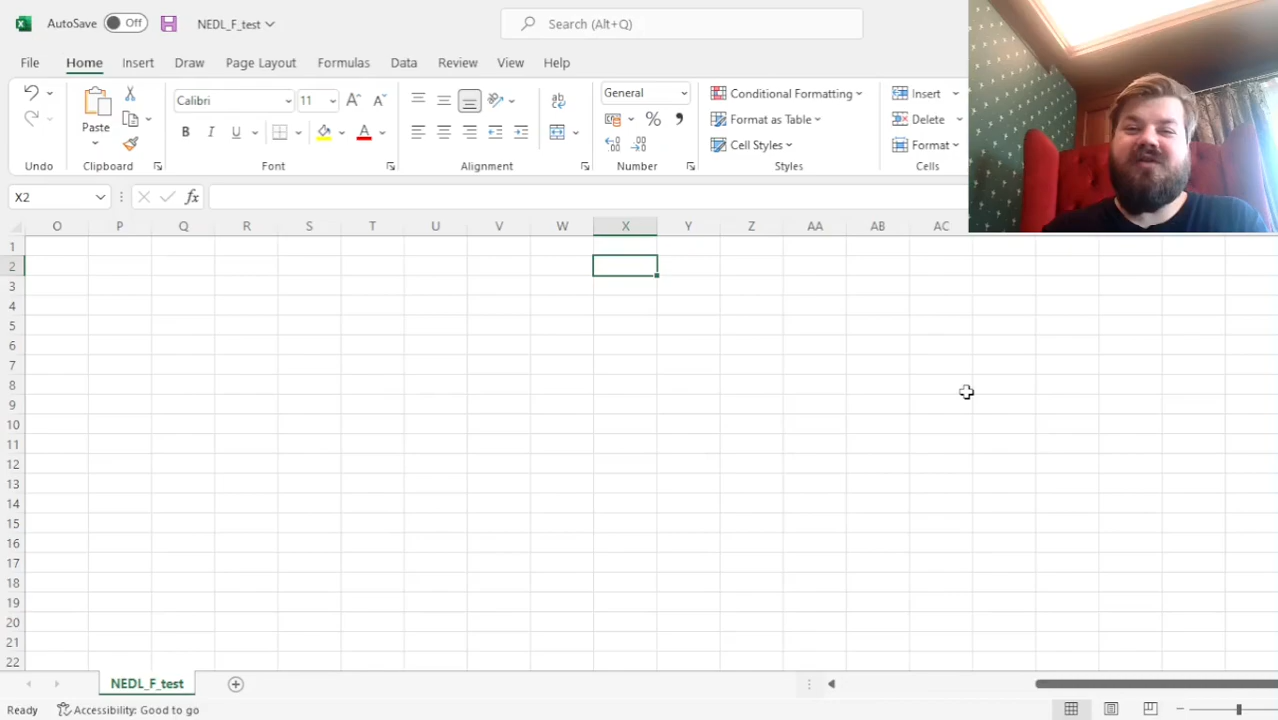 AutoSave Off NEDL_F_test Search (Alt+Q)
File Home Insert Draw Page Layout Formulas Data Review View Help
Paste
Calibri 11
B I U A
ab
General
% ,
Conditional Formatting
Format as Table
Cell Styles
Insert
Delete
Format
Undo Clipboard Font Alignment Number Styles Cells
X2 fx
O P Q R S T U V W X Y Z AA AB AC
1
2
3
4
5
6
7
8
9
10
11
12
13
14
15
16
17
18
19
20
21
22
NEDL_F_test
Ready Accessibility: Good to go